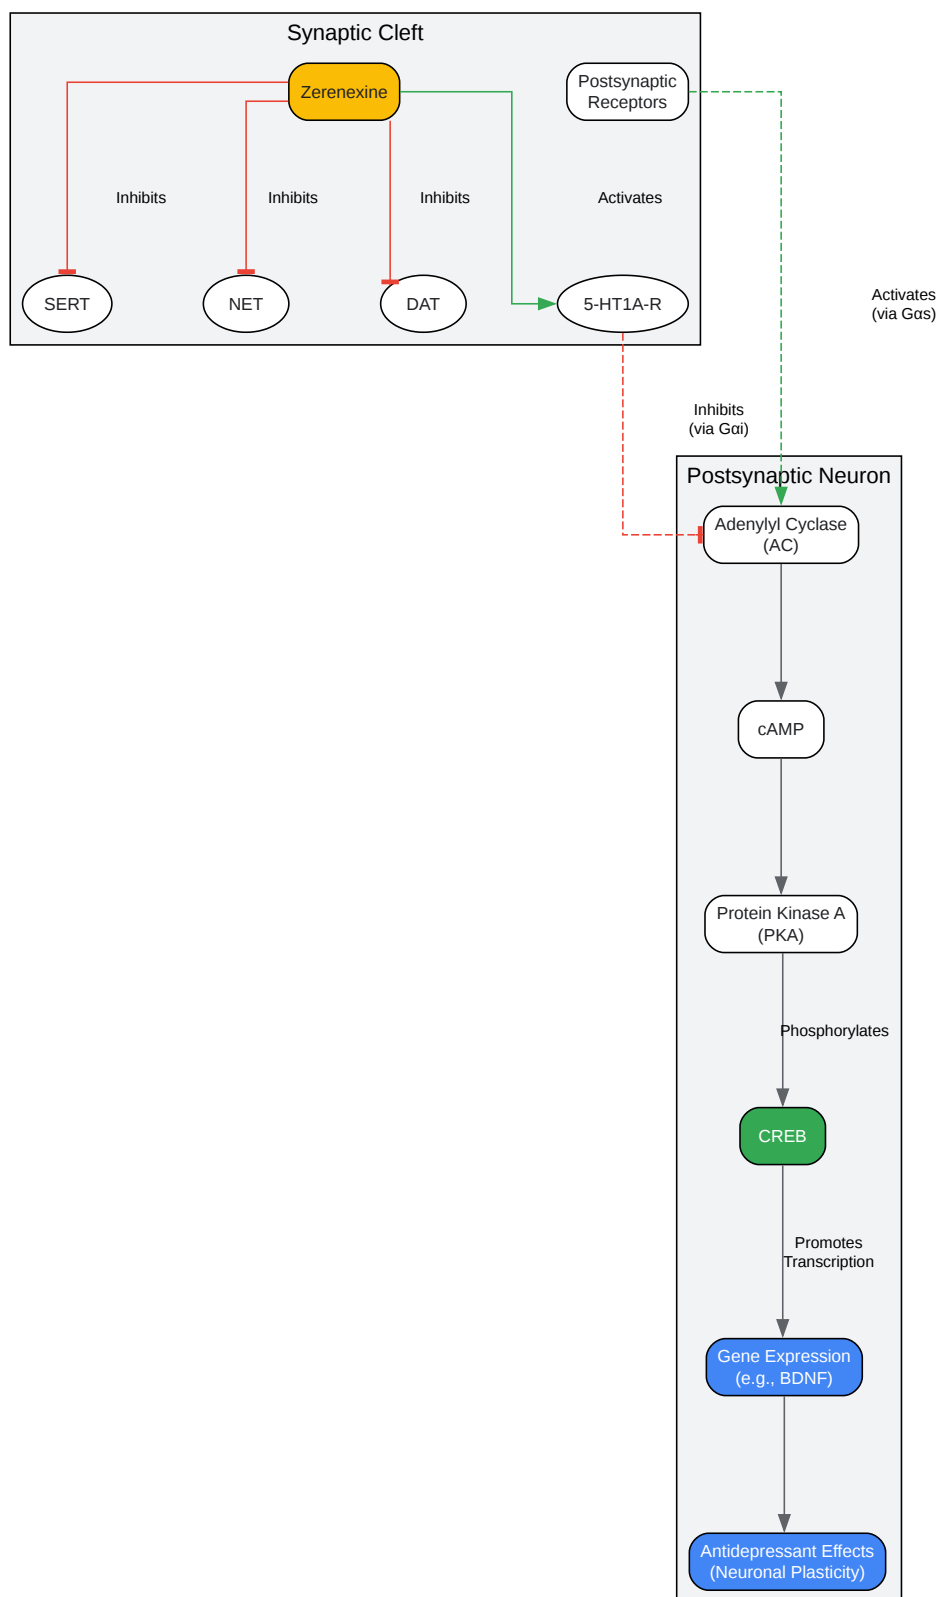 Synaptic Cleft
Zerenexine
Postsynaptic
Receptors
Inhibits
Inhibits
Inhibits
Activates
SERT
NET
DAT
5-HT1A-R
Activates
(via Gαs)
Inhibits
(via Gαi)
Postsynaptic Neuron
Adenylyl Cyclase
(AC)
cAMP
Protein Kinase A
(PKA)
Phosphorylates
CREB
Promotes
Transcription
Gene Expression
(e.g., BDNF)
Antidepressant Effects
(Neuronal Plasticity)